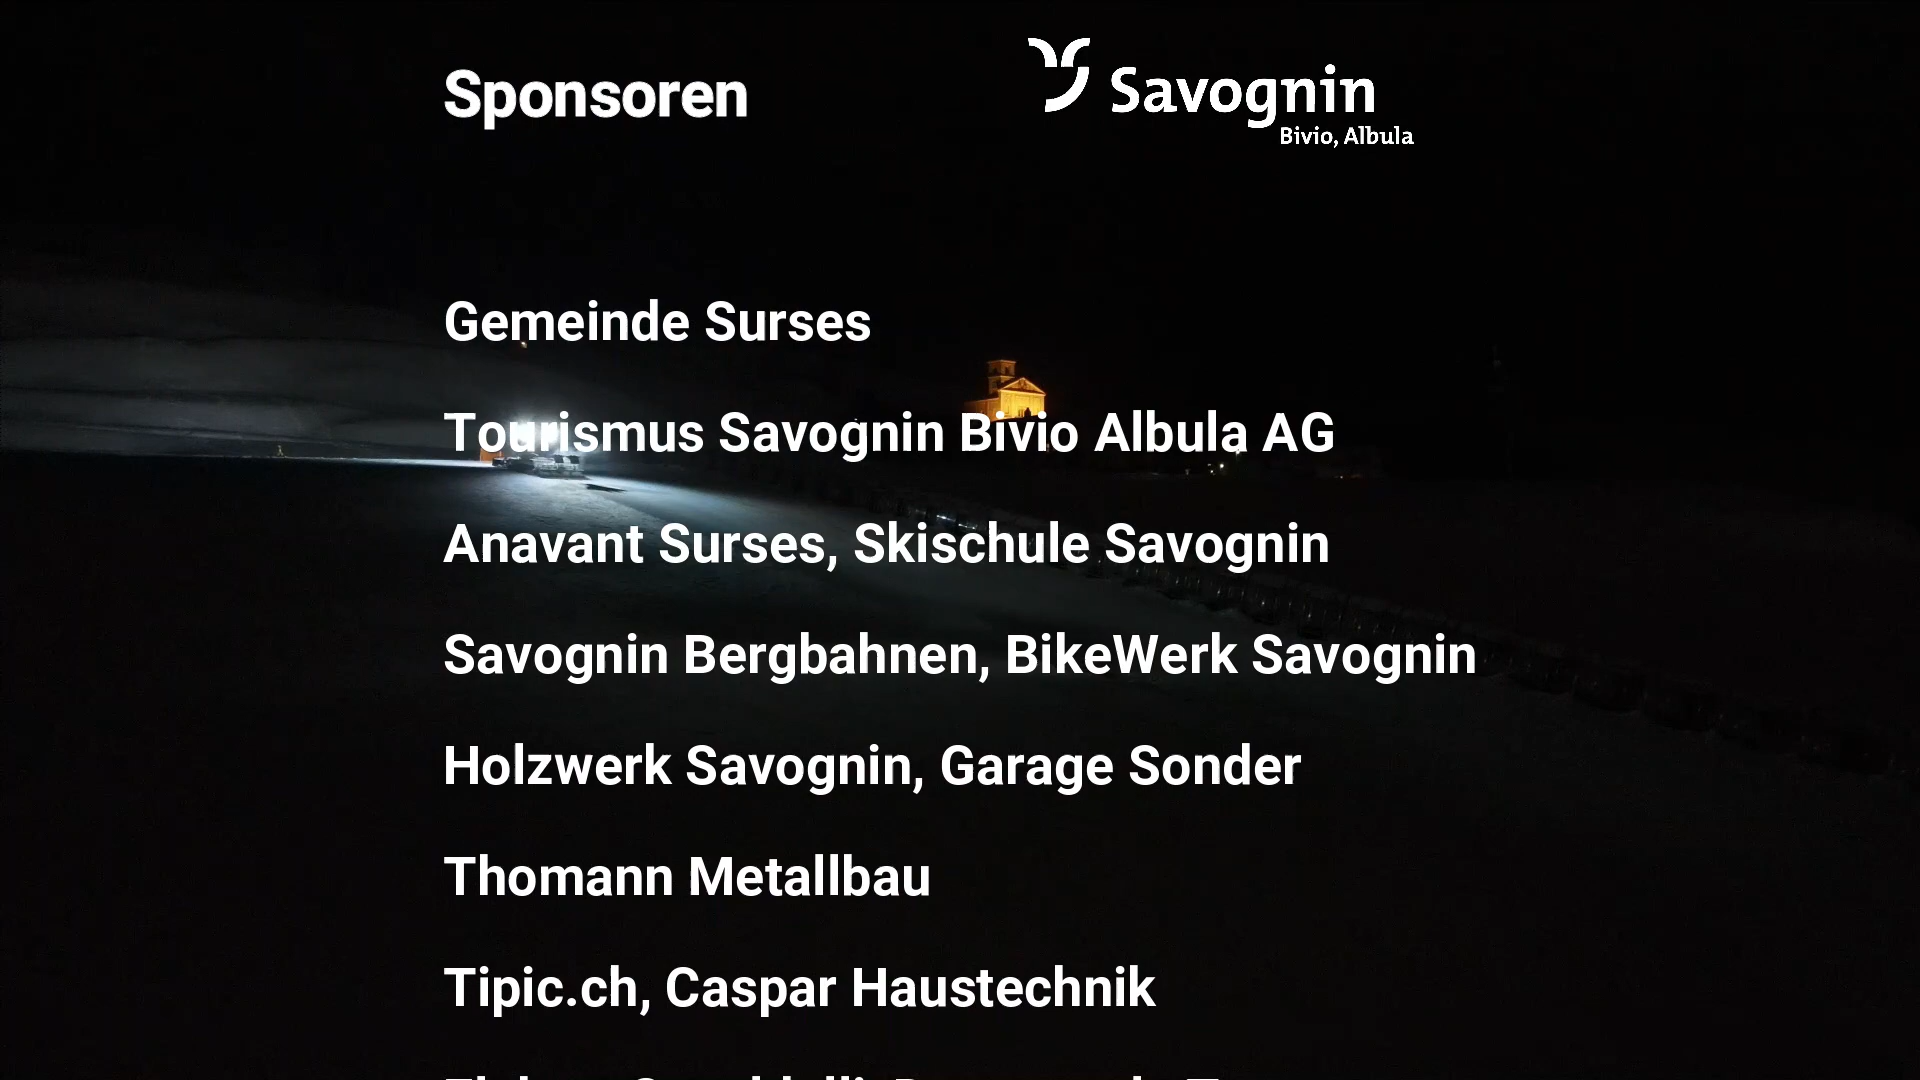 Sponsoren
Savognin
Bivio, Albula
Gemeinde Surses
Tourismus Savognin Bivio Albula AG
Anavant Surses, Skischule Savognin
Savognin Bergbahnen, BikeWerk Savognin
Holzwerk Savognin, Garage Sonder
Thomann Metallbau
Tipic.ch, Caspar Haustechnik